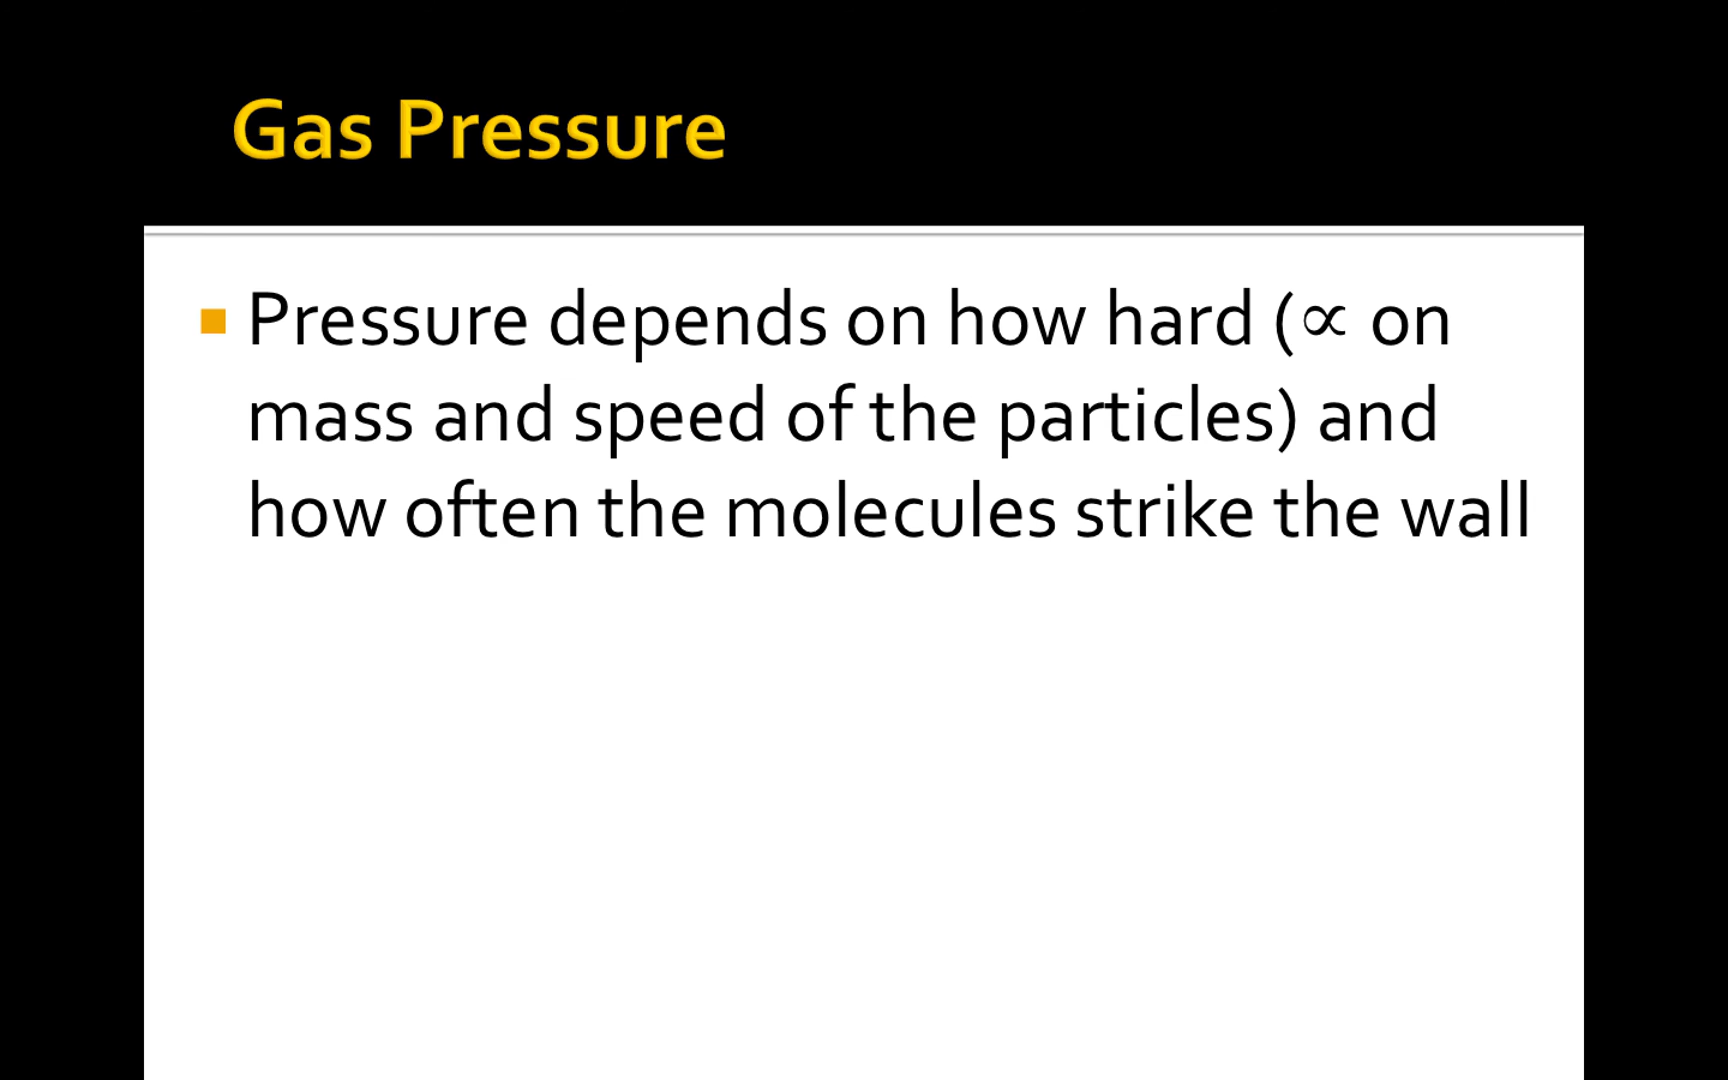 Gas Pressure
Pressure depends on how hard (∝ on
mass and speed of the particles) and
how often the molecules strike the wall